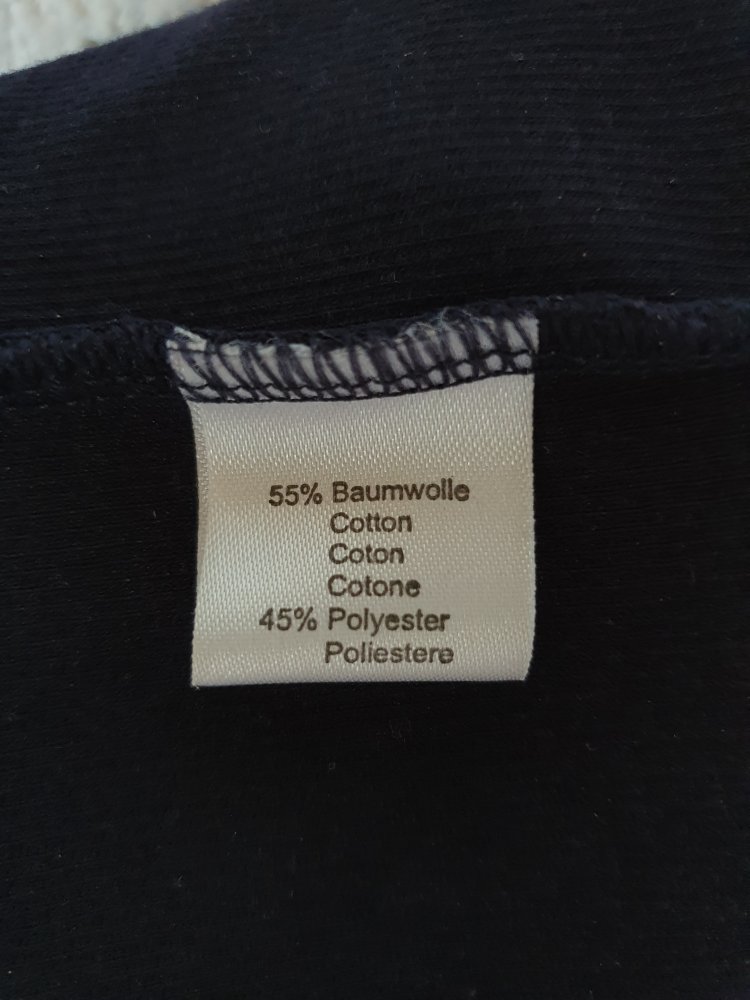 55% Baumwolle
Cotton
Coton
Cotone
45% Polyester
Poliestere